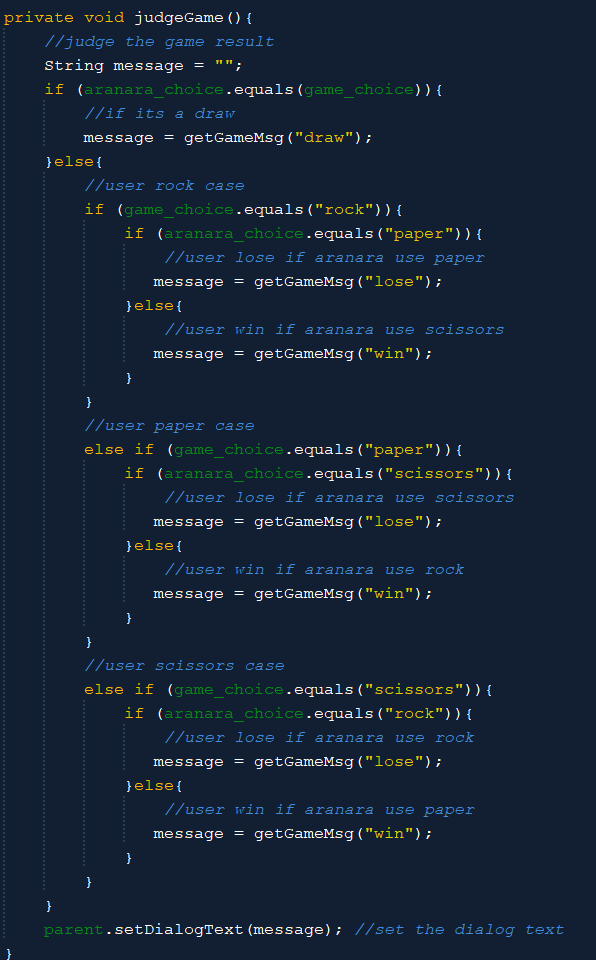 private void judgeGame(){
    //judge the game result
    String message = "";
    if (aranara_choice.equals(game_choice)){
        //if its a draw
        message = getGameMsg("draw");
    }else{
        //user rock case
        if (game_choice.equals("rock")){
            if (aranara_choice.equals("paper")){
                //user lose if aranara use paper
               message = getGameMsg("lose");
            }else{
                //user win if aranara use scissors
               message = getGameMsg("win");
            }
        }
        //user paper case
        else if (game_choice.equals("paper")){
            if (aranara_choice.equals("scissors")){
                //user lose if aranara use scissors
               message = getGameMsg("lose");
            }else{
                //user win if aranara use rock
               message = getGameMsg("win");
            }
        }
        //user scissors case
        else if (game_choice.equals("scissors")){
            if (aranara_choice.equals("rock")){
                //user lose if aranara use rock
               message = getGameMsg("lose");
            }else{
                //user win if aranara use paper
               message = getGameMsg("win");
            }
        }
    }
    parent.setDialogText(message); //set the dialog text
}